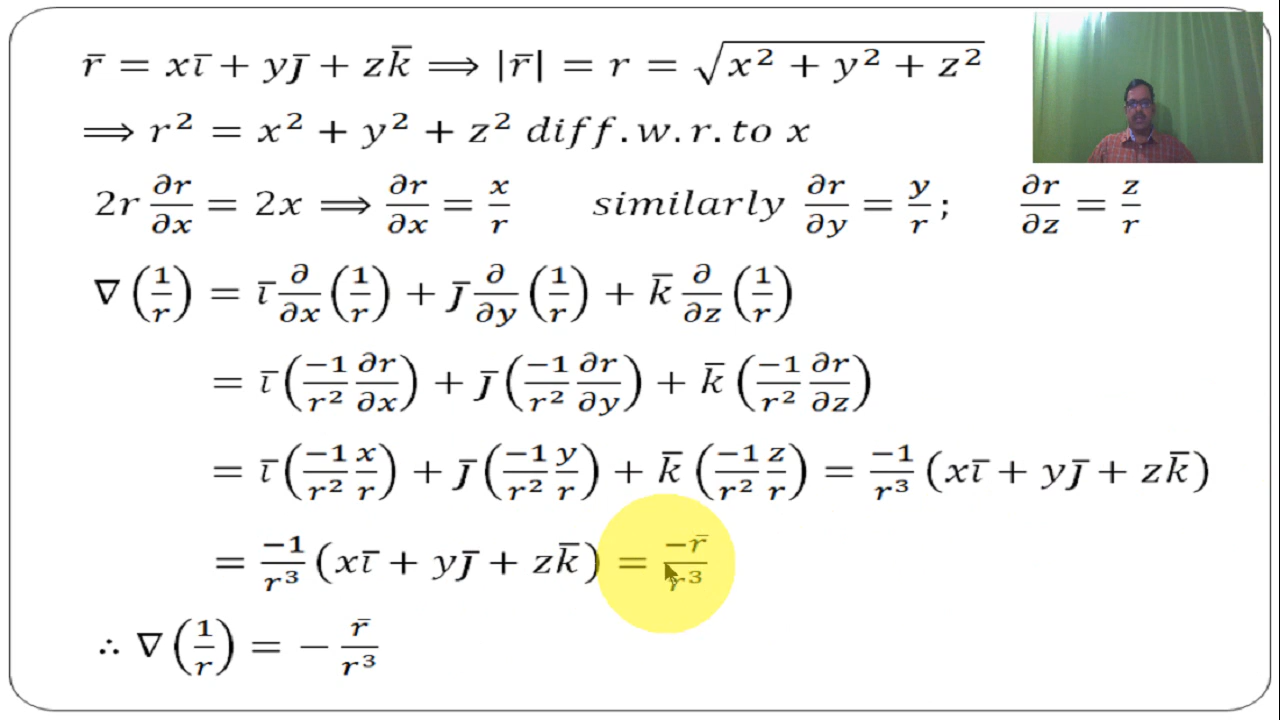 r̄ = xī + yj̄ + zk̄ ⟹ |r̄| = r = √(x² + y² + z²)
⟹ r² = x² + y² + z² diff.w.r.to x
2r ∂r/∂x = 2x ⟹ ∂r/∂x = x/r similarly ∂r/∂y = y/r; ∂r/∂z = z/r
∇(1/r) = ī ∂/∂x (1/r) + j̄ ∂/∂y (1/r) + k̄ ∂/∂z (1/r)
= ī(−1/r² ∂r/∂x) + j̄(−1/r² ∂r/∂y) + k̄(−1/r² ∂r/∂z)
= ī(−1/r² x/r) + j̄(−1/r² y/r) + k̄(−1/r² z/r) = −1/r³ (xī + yj̄ + zk̄)
= −1/r³ (xī + yj̄ + zk̄) = −r̄/r³
∴ ∇(1/r) = − r̄/r³